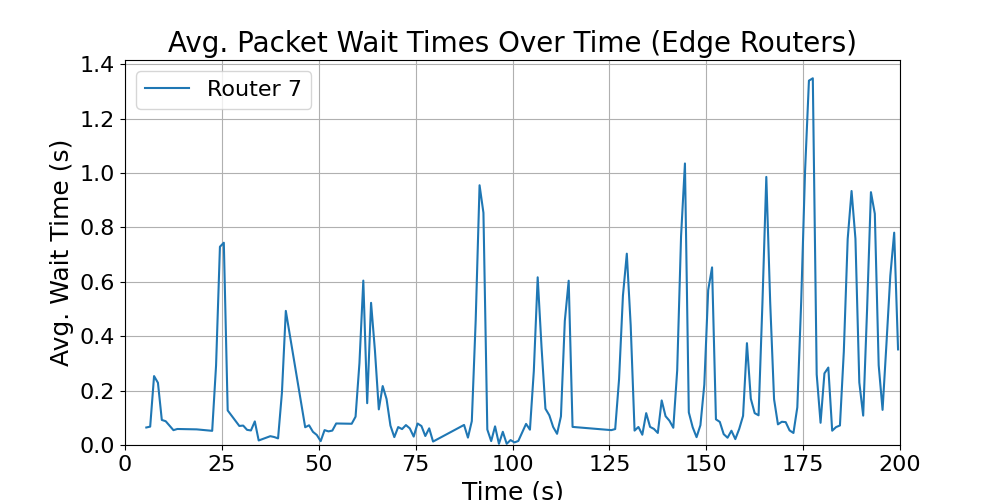 Avg. Packet Wait Times Over Time (Edge Routers)
Router 7
Avg. Wait Time (s)
1.4
1.2
1.0
0.8
0.6
0.4
0.2
0.0
0 25 50 75 100 125 150 175 200
Time (s)